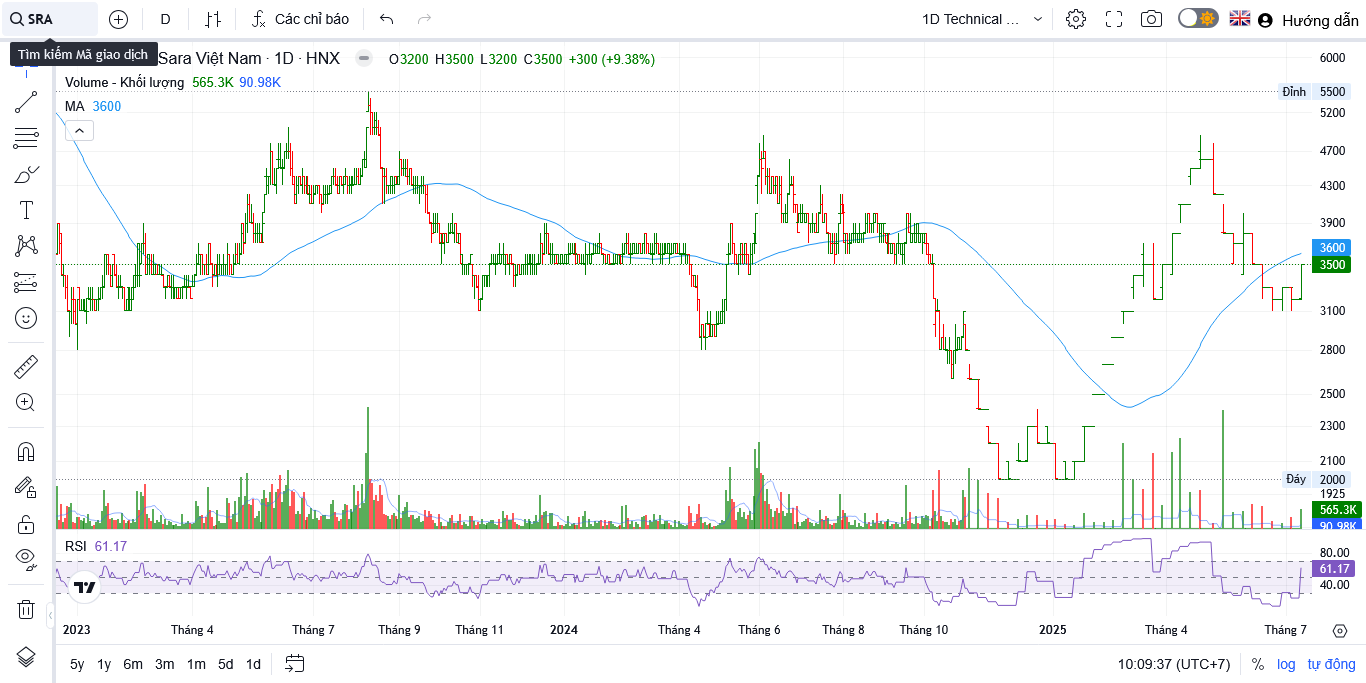 SRA
D
Các chỉ báo
1D Technical ...
Hướng dẫn
Tìm kiếm Mã giao dịch
Sara Việt Nam · 1D · HNX
O3200 H3500 L3200 C3500 +300 (+9.38%)
Volume - Khối lượng 565.3K 90.98K
MA 3600
6000
Đỉnh 5500
5200
4700
4300
3900
3600
3500
3100
2800
2500
2300
2100
Đáy 2000
1925
565.3K
90.98K
RSI 61.17
80.00
61.17
40.00
2023 Tháng 4 Tháng 7 Tháng 9 Tháng 11 2024 Tháng 4 Tháng 6 Tháng 8 Tháng 10 2025 Tháng 4 Tháng 7
5y 1y 6m 3m 1m 5d 1d
10:09:37 (UTC+7) % log tự động